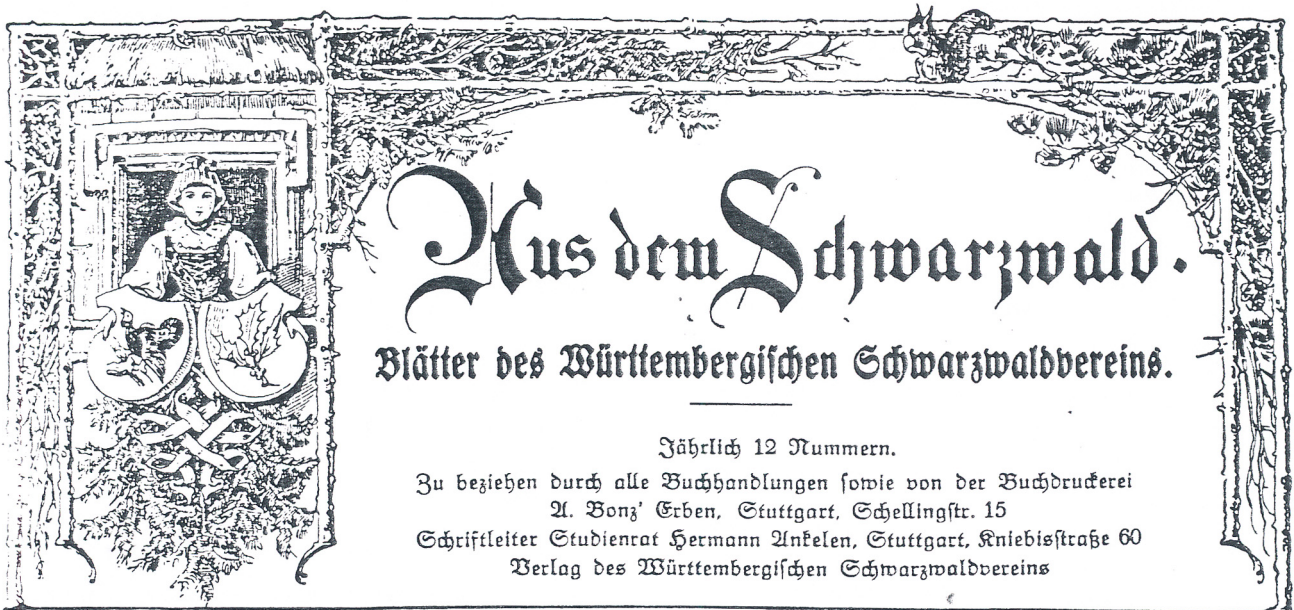 Aus dem Schwarzwald.
Blätter des Württembergischen Schwarzwaldvereins.
Jährlich 12 Nummern.
Zu beziehen durch alle Buchhandlungen sowie von der Buchdruckerei
A. Bonz' Erben, Stuttgart, Schellingstr. 15
Schriftleiter Studienrat Hermann Ankelen, Stuttgart, Kniebisstraße 60
Verlag des Württembergischen Schwarzwaldvereins